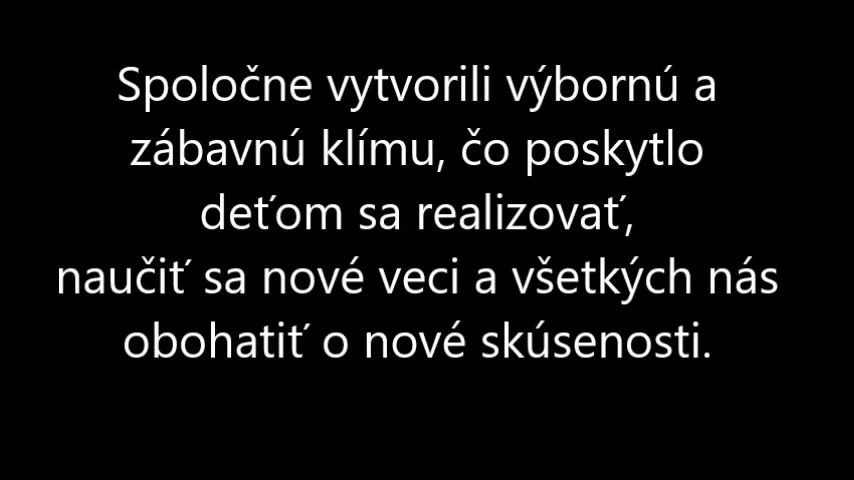 Spoločne vytvorili výbornú a
zábavnú klímu, čo poskytlo
deťom sa realizovať,
naučiť sa nové veci a všetkých nás
obohatiť o nové skúsenosti.